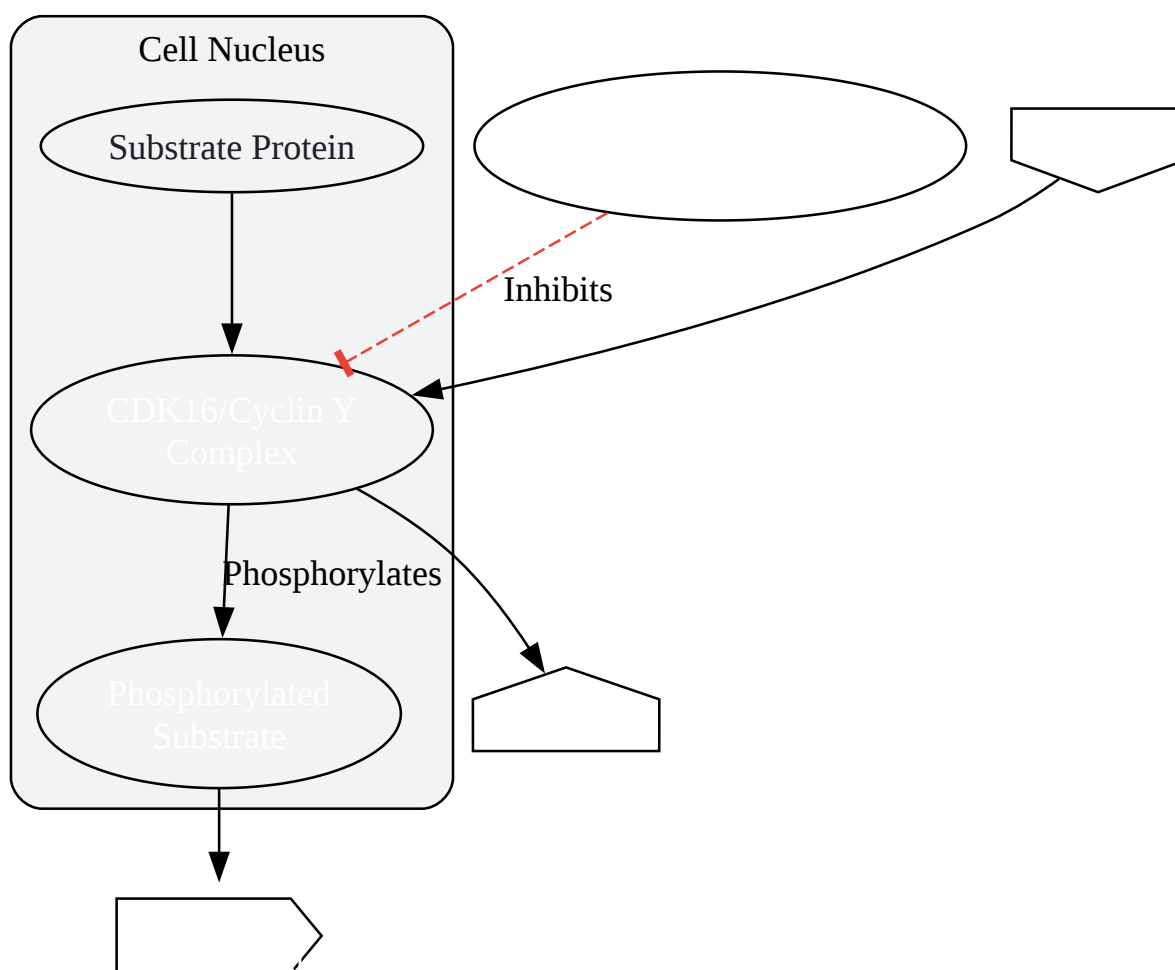 Cell Nucleus
Substrate Protein
Inhibits
CDK16/Cyclin Y
Complex
Phosphorylates
Phosphorylated
Substrate